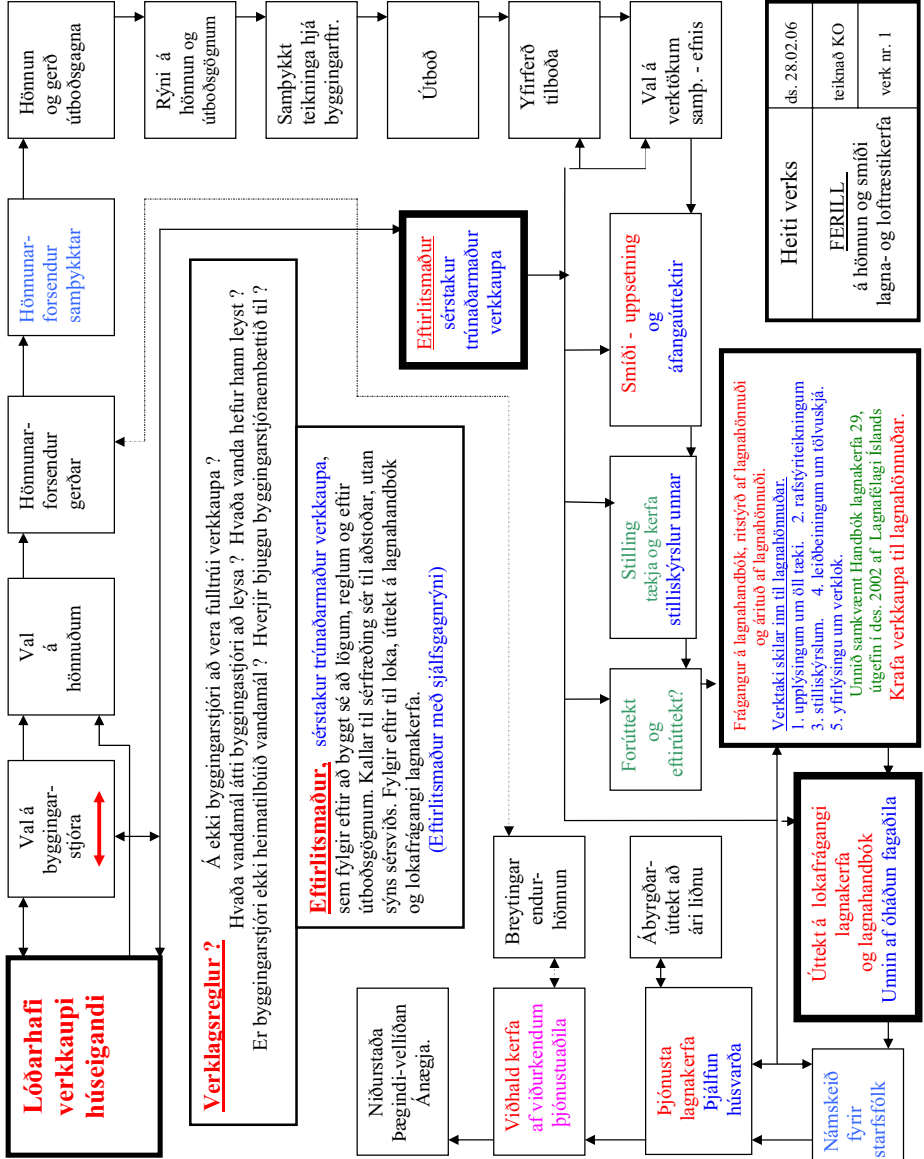 Lóðarhafi
verkkaupi
húseigandi
Val á
byggingar-
stjóra
Val
á
hönnuðum
Hönnunar-
forsendur
gerðar
Hönnunar-
forsendur
samþykktar
Hönnun
og gerð
útboðsgagna
Rýni á
hönnun og
útboðsgögnum
Samþykkt
teikninga hjá
byggingarftr.
Útboð
Yfirferð
tilboða
Val á
verktökum
samþ. - efnis
Verklagsreglur ? Á ekki byggingarstjóri að vera fulltrúi verkkaupa ?
Hvaða vandamál átti byggingastjóri að leysa ? Hvaða vanda hefur hann leyst ?
Er byggingarstjóri ekki heimatilbúið vandamál ? Hverjir bjuggu byggingarstjóraembættið til ?
Eftirlitsmaður, sérstakur trúnaðarmaður verkkaupa,
sem fylgir eftir að byggt sé að lögum, reglum og eftir
útboðsgögnum. Kallar til sérfræðing sér til aðstoðar, utan
sýns sérsviðs. Fylgir eftir til loka, úttekt á lagnahandbók
og lokafrágangi lagnakerfa.
(Eftirlitsmaður með sjálfsgagnrýni)
Eftirlitsmaður
sérstakur
trúnaðarmaður
verkkaupa
Smíði - uppsetning
og
áfangaúttektir
Stilling
tækja og kerfa
stilliskýrslur unnar
Forúttekt
og
eftirúttekt?
Frágangur á lagnahandbók, ritstýrð af lagnahönnuði
og árituð af lagnahönnuði.
Verktaki skilar inn til lagnahönnuðar.
1. upplýsingum um öll tæki. 2. rafstýriteikningum
3. stilliskýrslum. 4. leiðbeiningum um tölvuskjá.
5. yfirlýsingu um verklok.
Unnið samkvæmt Handbók lagnakerfa 29,
útgefin í des. 2002 af Lagnafélagi Íslands
Krafa verkkaupa til lagnahönnuðar.
Úttekt á lokafrágangi
lagnakerfa
og lagnahandbók
Unnin af óháðun fagaðila
Námskeið
fyrir
starfsfólk
Þjónusta
lagnakerfa
Þjálfun
húsvarða
Ábyrgðar-
úttekt að
ári liðnu
Viðhald kerfa
af viðurkendum
þjónustuaðila
Breytingar
endur-
hönnun
Niðurstaða
Þægindi-vellíðan
Ánægja.
Heiti verks
ds. 28.02.06
FERILL
á hönnun og smíði
lagna- og loftræstikerfa
teiknað KO
verk nr. 1